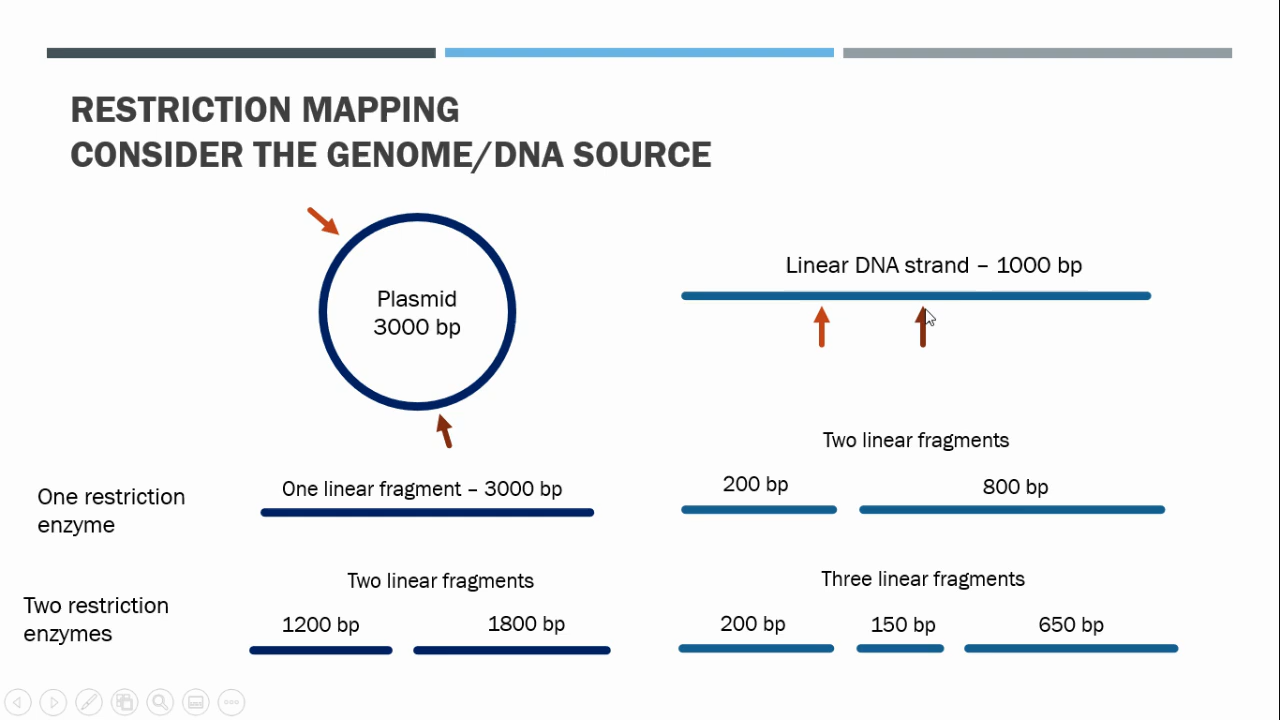 RESTRICTION MAPPING
CONSIDER THE GENOME/DNA SOURCE
Plasmid
3000 bp
Linear DNA strand – 1000 bp
One restriction
enzyme
One linear fragment – 3000 bp
Two linear fragments
200 bp
800 bp
Two restriction
enzymes
Two linear fragments
1200 bp
1800 bp
Three linear fragments
200 bp
150 bp
650 bp